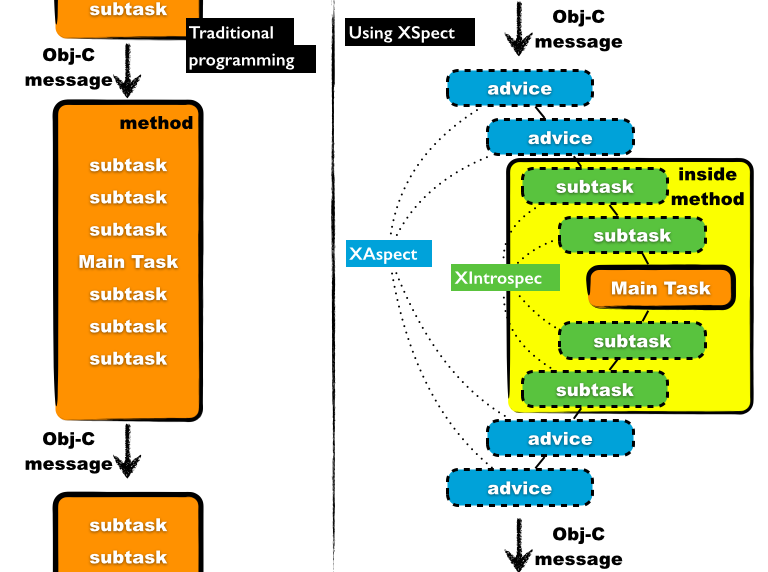 subtask
Traditional
programming
Obj-C
message
method
subtask
subtask
subtask
Main Task
subtask
subtask
subtask
Obj-C
message
subtask
subtask
Using XSpect
Obj-C
message
advice
advice
inside
method
subtask
subtask
XAspect
XIntrospec
Main Task
subtask
subtask
advice
advice
Obj-C
message